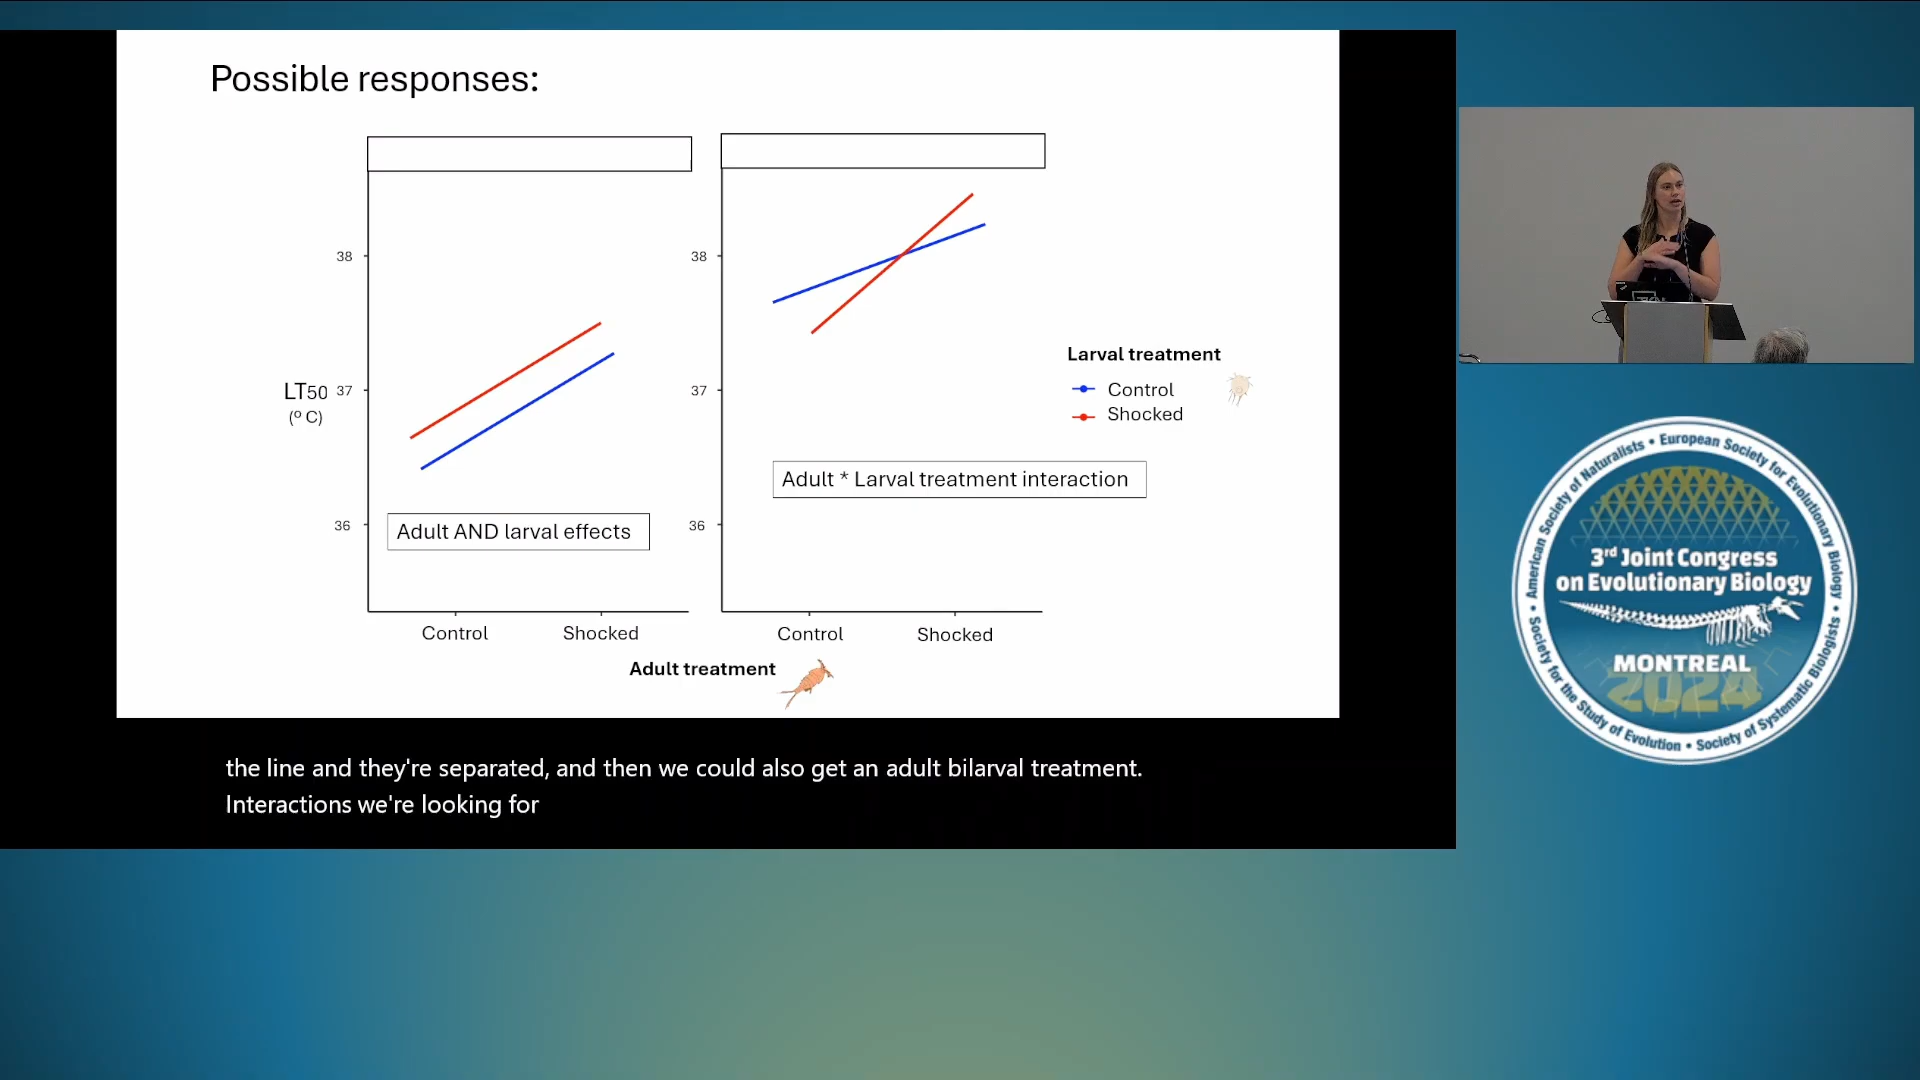 Possible responses:
38
37
36
LT50
(º C)
Adult AND larval effects
Control
Shocked
38
37
36
Adult * Larval treatment interaction
Control
Shocked
Adult treatment
Larval treatment
Control
Shocked
the line and they're separated, and then we could also get an adult bilarval treatment.
Interactions we're looking for
American Society of Naturalists • European Society for Evolutionary Biology •
3rd Joint Congress
on Evolutionary Biology
MONTREAL
2024
Society for the Study of Evolution • Society of Systematic Biologists •